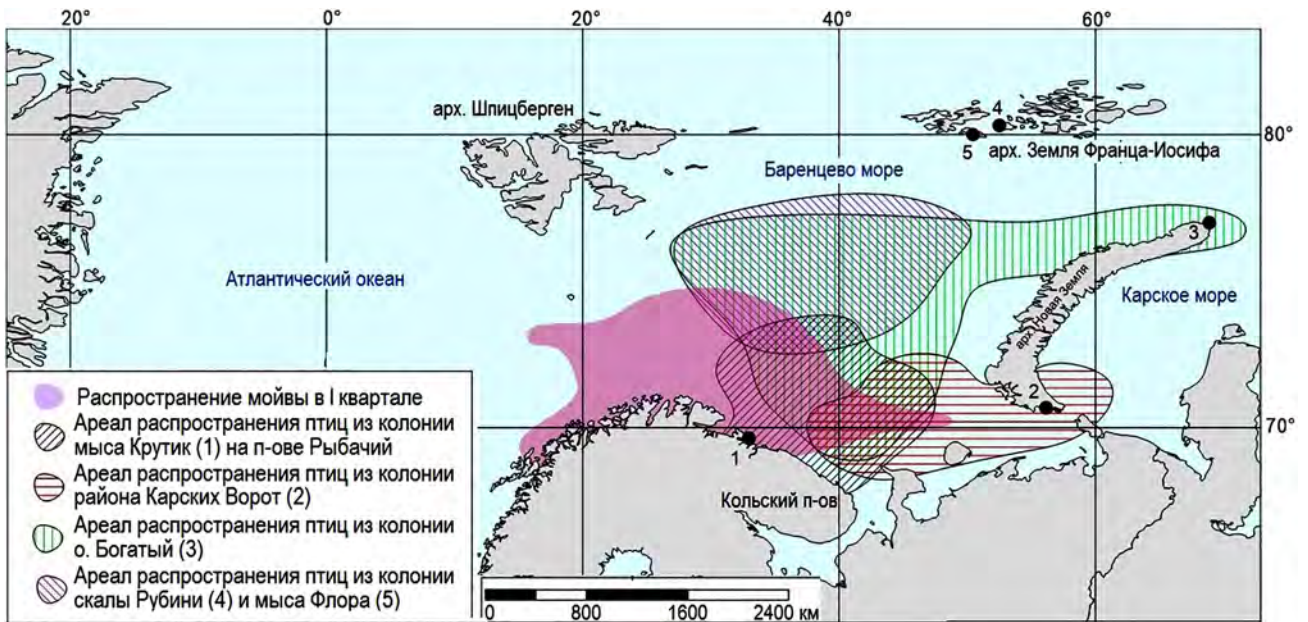 20° 0° 20° 40° 60°
арх. Шпицберген
4
80°
5 арх. Земля Франца-Иосифа
Баренцево море
3
Атлантический океан
арх. Новая Земля
Карское море
2
70°
1
Кольский п-ов
Распространение мойвы в I квартале
Ареал распространения птиц из колонии
мыса Крутик (1) на п-ове Рыбачий
Ареал распространения птиц из колонии
района Карских Ворот (2)
Ареал распространения птиц из колонии
о. Богатый (3)
Ареал распространения птиц из колонии
скалы Рубини (4) и мыса Флора (5)
0 800 1600 2400 км